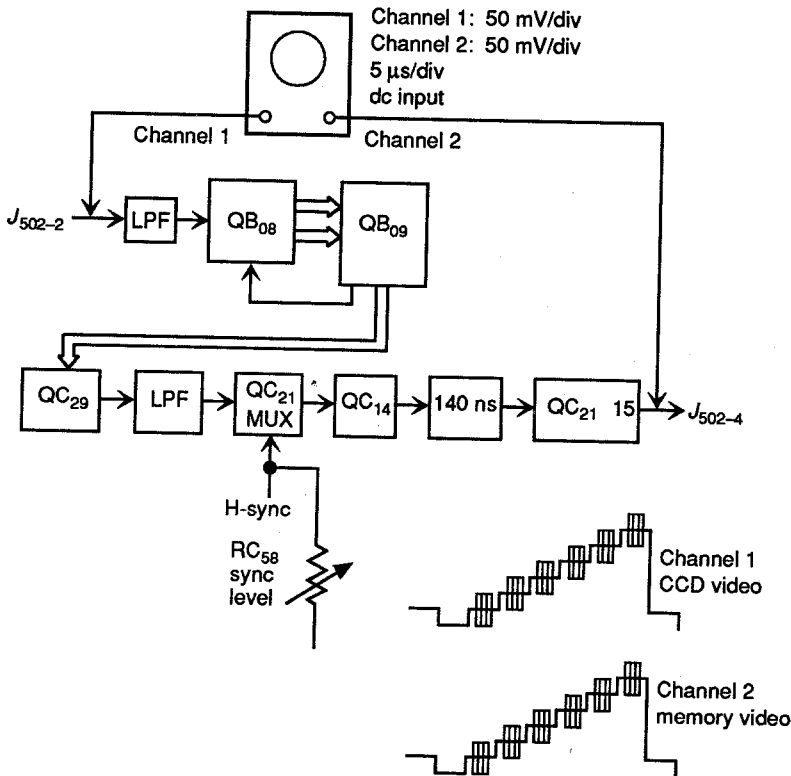 Channel 1: 50 mV/div
Channel 2: 50 mV/div
5 μs/div
dc input
Channel 1
Channel 2
J502–2
LPF
QB08
QB09
QC29
LPF
QC21
MUX
QC14
140 ns
QC21 15
J502–4
H-sync
RC58
sync
level
Channel 1
CCD video
Channel 2
memory video